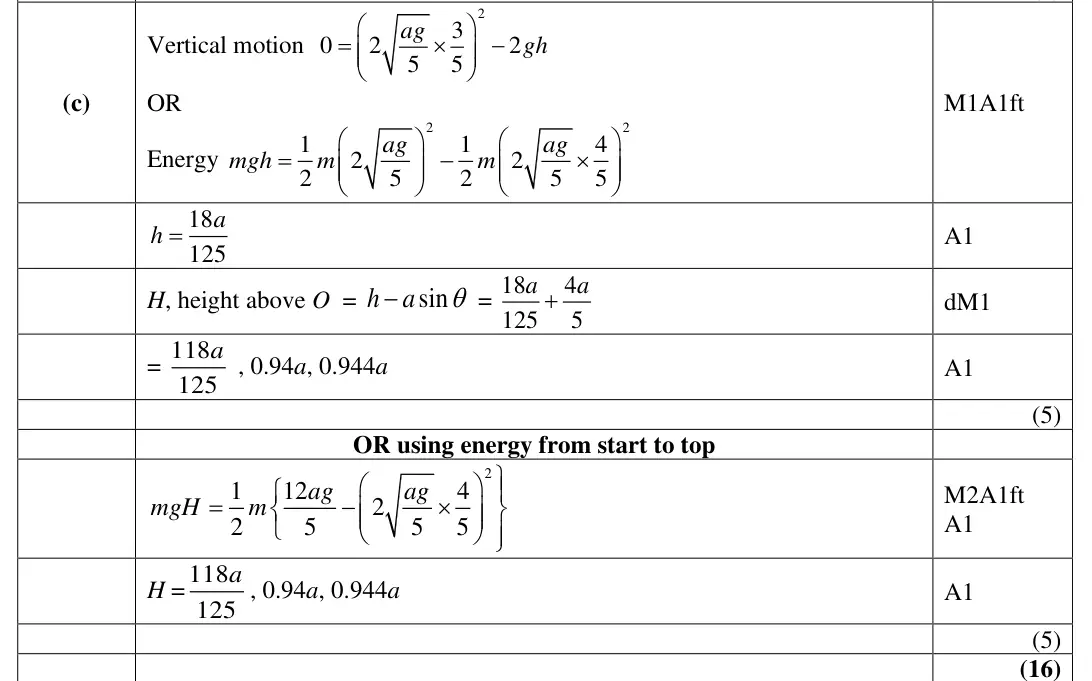 Vertical motion 0 = (2√(ag/5) × 3/5)² − 2gh
(c) OR M1A1ft
Energy mgh = 1/2 m(2√(ag/5))² − 1/2 m(2√(ag/5) × 4/5)²
h = 18a/125 A1
H, height above O = h − a sin θ = 18a/125 + 4a/5 dM1
= 118a/125 , 0.94a, 0.944a A1
(5)
OR using energy from start to top
mgH = 1/2 m{12ag/5 − (2√(ag/5) × 4/5)²} M2A1ft
A1
H = 118a/125 , 0.94a, 0.944a A1
(5)
(16)